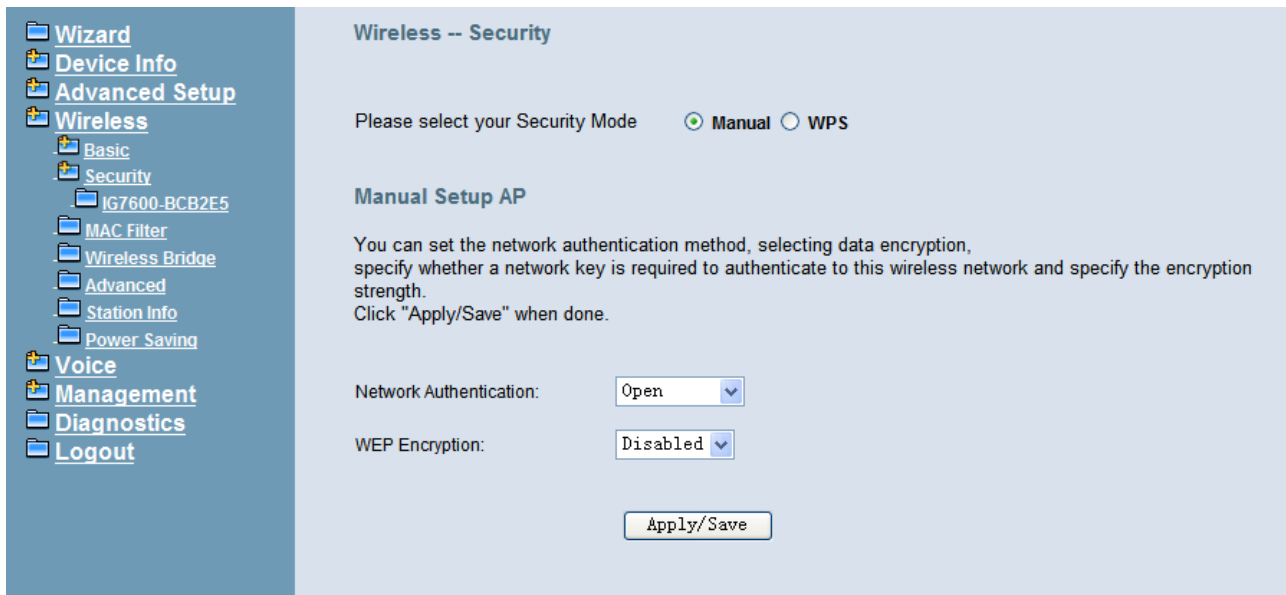 Wizard
Device Info
Advanced Setup
Wireless
Basic
Security
IG7600-BCB2E5
MAC Filter
Wireless Bridge
Advanced
Station Info
Power Saving
Voice
Management
Diagnostics
Logout
Wireless -- Security
Please select your Security Mode Manual WPS
Manual Setup AP
You can set the network authentication method, selecting data encryption,
specify whether a network key is required to authenticate to this wireless network and specify the encryption
strength.
Click "Apply/Save" when done.
Network Authentication: Open
WEP Encryption: Disabled
Apply/Save